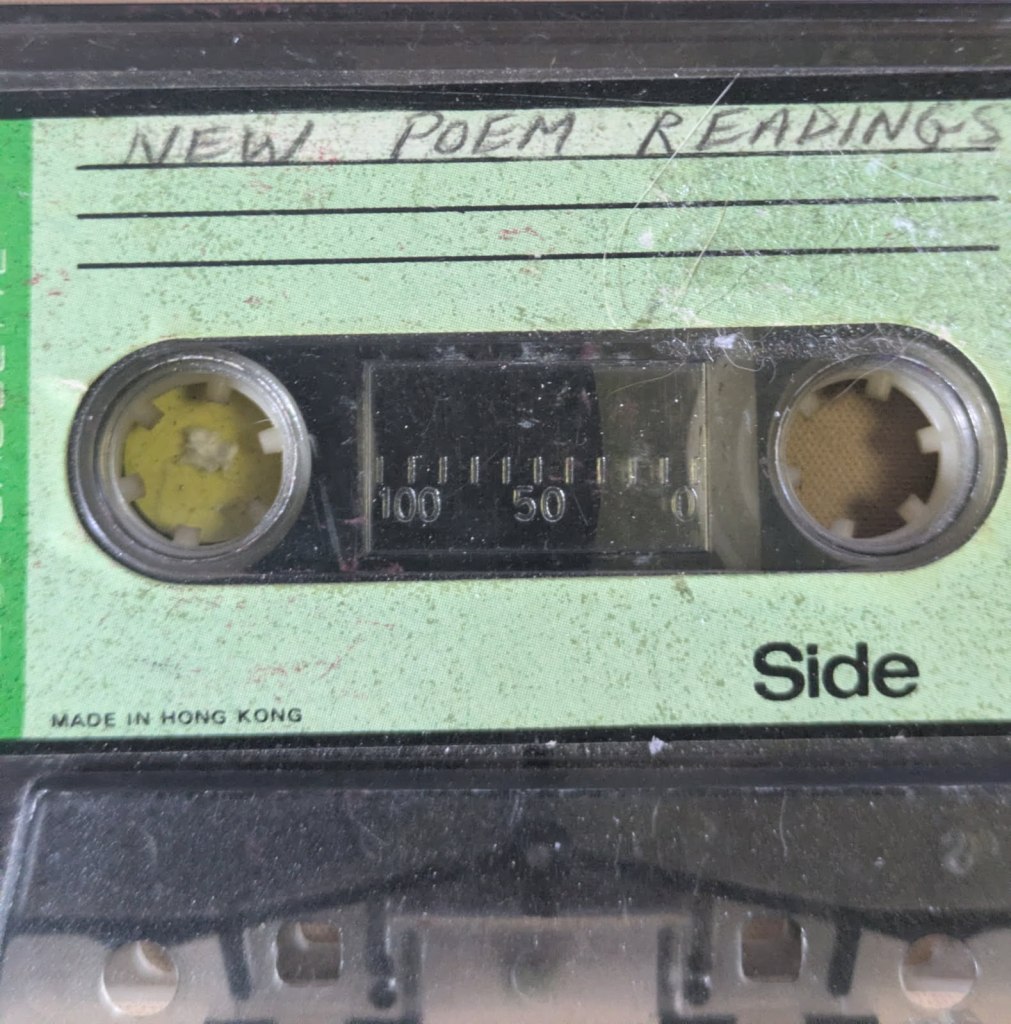 NEW POEM READINGS
100 50 0
Side
MADE IN HONG KONG